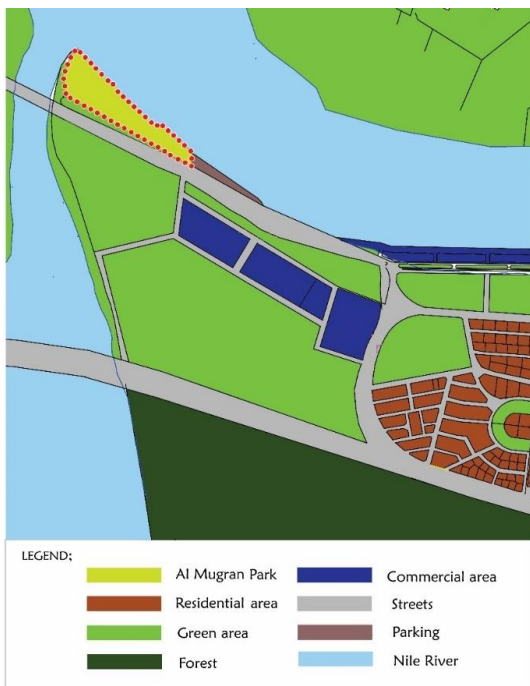 LEGEND;
Al Mugran Park
Commercial area
Residential area
Streets
Green area
Parking
Forest
Nile River